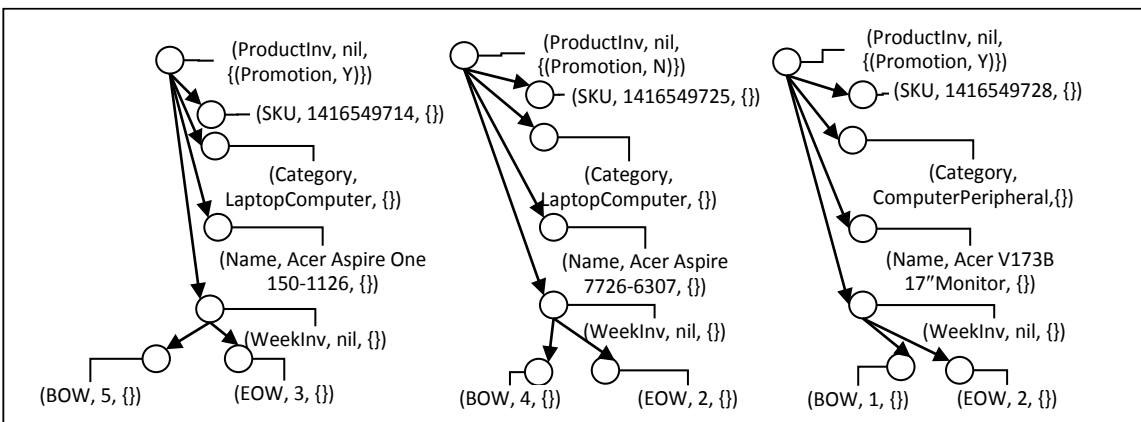 (ProductInv, nil,
{(Promotion, Y)})
(SKU, 1416549714, {})
(Category,
LaptopComputer, {})
(Name, Acer Aspire One
150-1126, {})
(WeekInv, nil, {})
(BOW, 5, {})
(EOW, 3, {})
(ProductInv, nil,
{(Promotion, N)})
(SKU, 1416549725, {})
(Category,
LaptopComputer, {})
(Name, Acer Aspire
7726-6307, {})
(WeekInv, nil, {})
(BOW, 4, {})
(EOW, 2, {})
(ProductInv, nil,
{(Promotion, Y)})
(SKU, 1416549728, {})
(Category,
ComputerPeripheral,{})
(Name, Acer V173B
17″Monitor, {})
(WeekInv, nil, {})
(BOW, 1, {})
(EOW, 2, {})